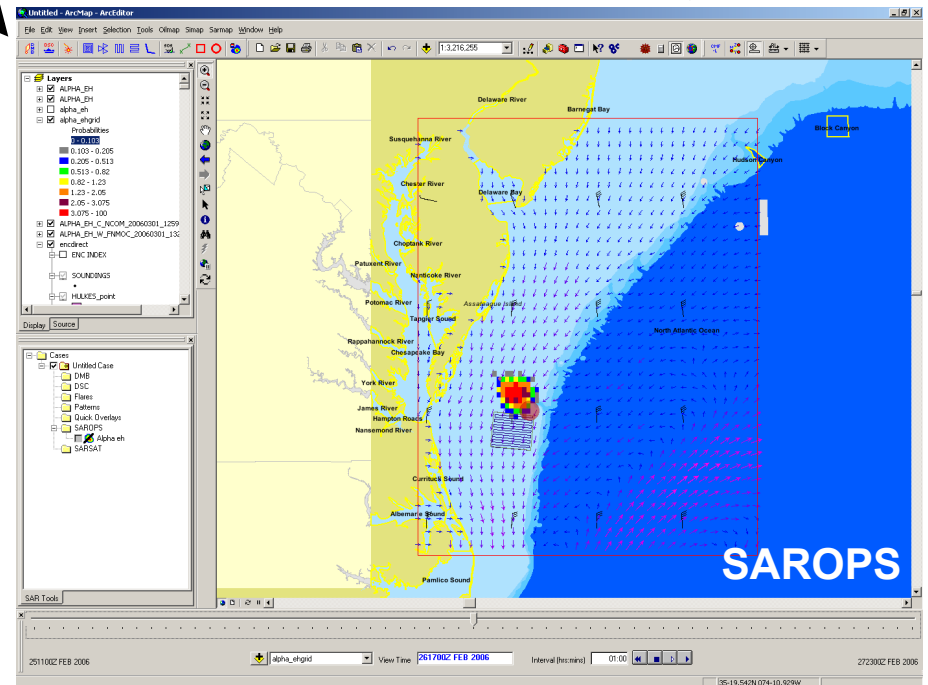 Untitled - ArcMap - ArcEditor
File Edit View Insert Selection Tools Oilmap Simap Sarmap Window Help
1:3,216,255
Layers
ALPHA_EH
ALPHA_EH
alpha_eh
alpha_ehgrid
Probabilities
0 - 0.103
0.103 - 0.205
0.205 - 0.513
0.513 - 0.82
0.82 - 1.23
1.23 - 2.05
2.05 - 3.075
3.075 - 100
ALPHA_EH_C_NCOM_20060301_1259
ALPHA_EH_W_FNMOC_20060301_132
encdirect
ENC INDEX
SOUNDINGS
HULKES_point
Display Source
Cases
Untitled Case
DMB
DSC
Flares
Patterns
Quick Overlays
SAROPS
Alpha eh
SARSAT
SAR Tools
Delaware River
Barnegat Bay
Block Canyon
Susquehanna River
Hudson Canyon
Chester River
Delaware Bay
Choptank River
Patuxent River
Nanticoke River
Potomac River
Assateague Island
Tangier Sound
North Atlantic Ocean
Rappahannock River
Chesapeake Bay
York River
James River
Hampton Roads
Nansemond River
Currituck Sound
Albemarle Sound
SAROPS
Pamlico Sound
251100Z FEB 2006
alpha_ehgrid
View Time 261700Z FEB 2006
Interval (hrs:mins) 01:00
272300Z FEB 2006
35-19.542N 074-10.929W